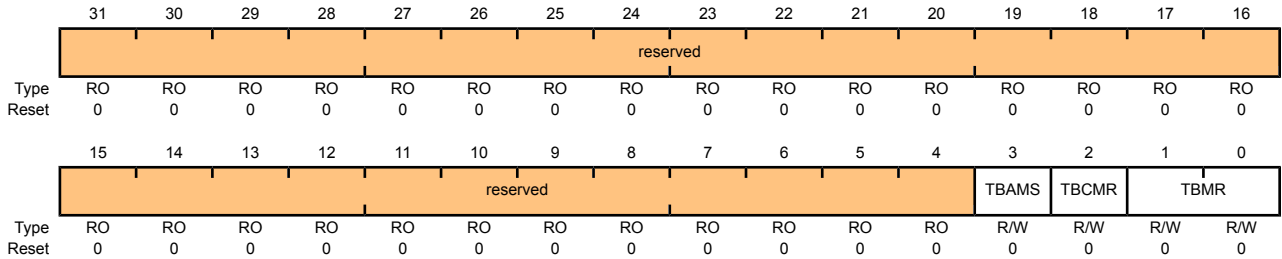 31 30 29 28 27 26 25 24 23 22 21 20 19 18 17 16
reserved
Type RO RO RO RO RO RO RO RO RO RO RO RO RO RO RO RO
Reset 0 0 0 0 0 0 0 0 0 0 0 0 0 0 0 0
15 14 13 12 11 10 9 8 7 6 5 4 3 2 1 0
reserved TBAMS TBCMR TBMR
Type RO RO RO RO RO RO RO RO RO RO RO RO R/W R/W R/W R/W
Reset 0 0 0 0 0 0 0 0 0 0 0 0 0 0 0 0